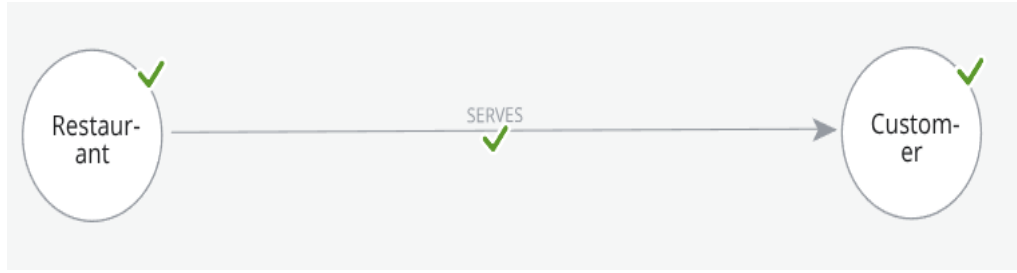 Restaur-
ant
SERVES
Custom-
er